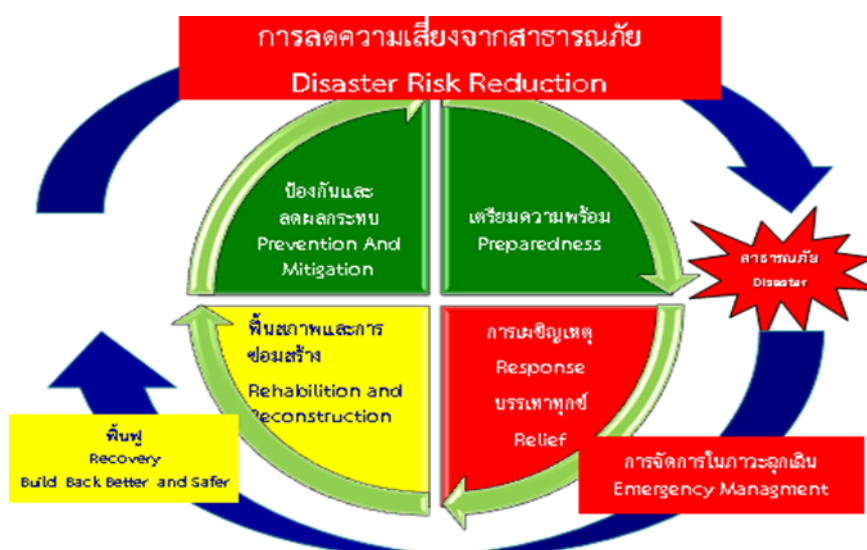 การลดความเสี่ยงจากสาธารณภัย
Disaster Risk Reduction
ป้องกันและ
ลดผลกระทบ
Prevention And
Mitigation
เตรียมความพร้อม
Preparedness
สาธารณภัย
Disaster
ฟื้นสภาพและการ
ซ่อมสร้าง
Rehabilition and
Reconstruction
การเผชิญเหตุ
Response
บรรเทาทุกข์
Relief
ฟื้นฟู
Recovery
Build Back Better and Safer
การจัดการในภาวะฉุกเฉิน
Emergency Managment